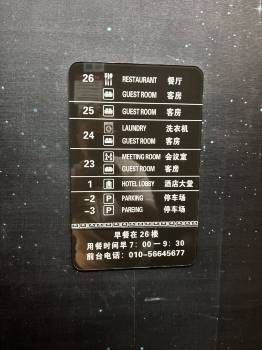 26 RESTAURANT 餐厅
GUEST ROOM 客房
25 GUEST ROOM 客房
24 LAUNDRY 洗衣机
GUEST ROOM 客房
23 MEETING ROOM 会议室
GUEST ROOM 客房
1 HOTEL LOBBY 酒店大堂
-2 P PARKING 停车场
-3 P PAREING 停车场
早餐在26楼
用餐时间早7：00—9：30
前台电话：010-56645677